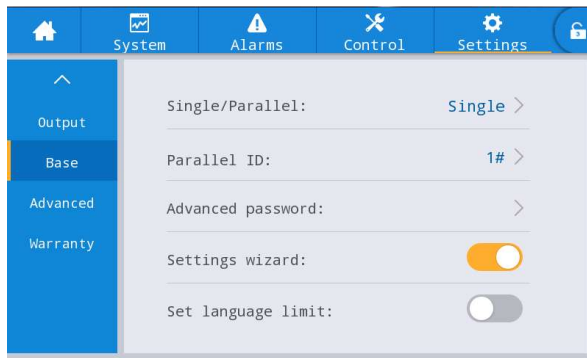 System
Alarms
Control
Settings
Output
Base
Advanced
Warranty
Single/Parallel: Single
Parallel ID: 1#
Advanced password:
Settings wizard:
Set language limit: